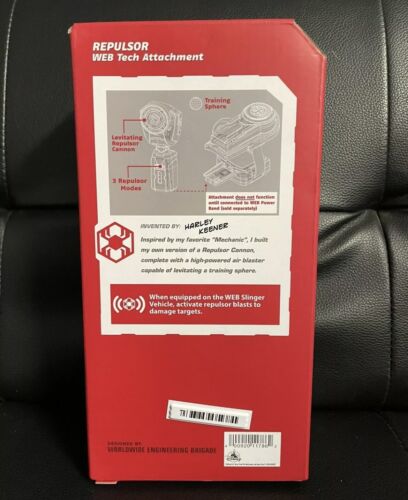 REPULSOR
WEB Tech Attachment
Training
Sphere
Levitating
Repulsor
Cannon
3 Repulsor
Modes
Attachment does not function
until connected to WEB Power
Band (sold separately)
INVENTED BY: HARLEY
KEENER
Inspired by my favorite "Mechanic", I built
my own version of a Repulsor Cannon,
complete with a high-powered air blaster
capable of levitating a training sphere.
When equipped on the WEB Slinger
Vehicle, activate repulsor blasts to
damage targets.
DESIGNED BY:
WORLDWIDE ENGINEERING BRIGADE